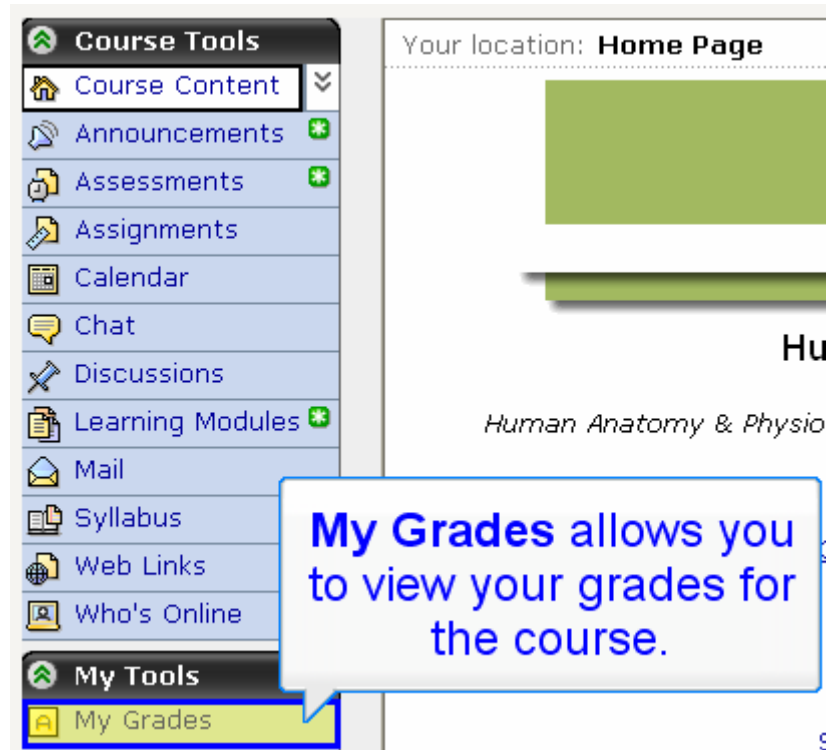 Course Tools
Course Content
Announcements
Assessments
Assignments
Calendar
Chat
Discussions
Learning Modules
Mail
Syllabus
Web Links
Who's Online
My Tools
My Grades
Your location: Home Page
Hu
Human Anatomy & Physio
My Grades allows you
to view your grades for
the course.